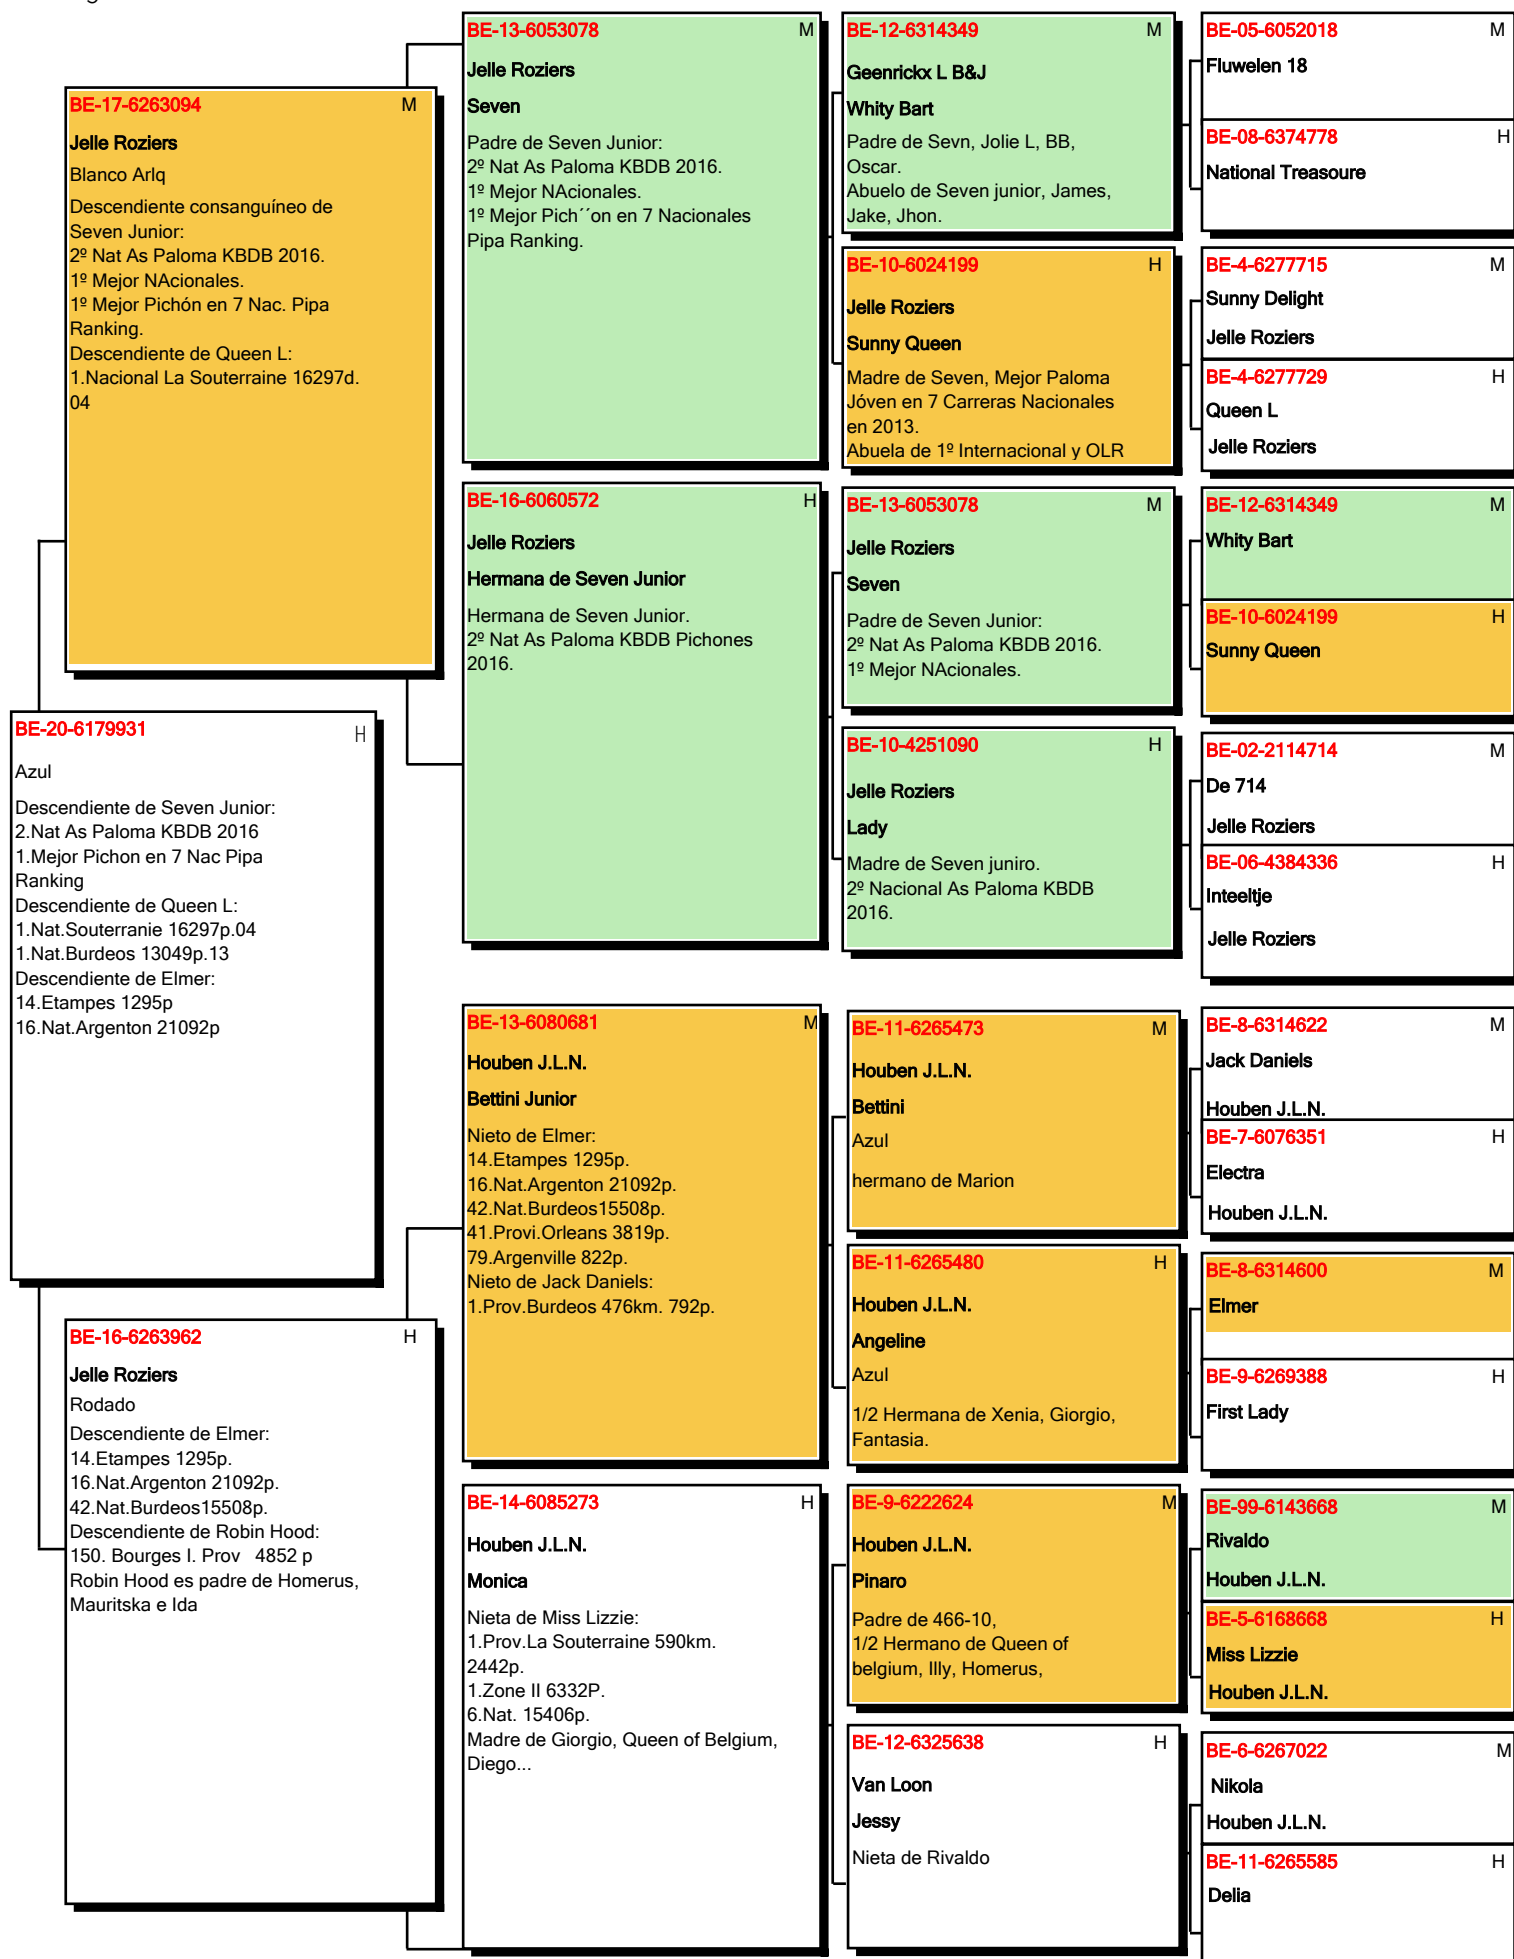 BE-20-6179931 H
Azul
Descendiente de Seven Junior:
2.Nat As Paloma KBDB 2016
1.Mejor Pichon en 7 Nac Pipa
Ranking
Descendiente de Queen L:
1.Nat.Souterranie 16297p.04
1.Nat.Burdeos 13049p.13
Descendiente de Elmer:
14.Etampes 1295p
16.Nat.Argenton 21092p
BE-17-6263094 M
Jelle Roziers
Blanco Arlq
Descendiente consanguíneo de
Seven Junior:
2º Nat As Paloma KBDB 2016.
1º Mejor NAcionales.
1º Mejor Pichón en 7 Nac. Pipa
Ranking.
Descendiente de Queen L:
1.Nacional La Souterraine 16297d.
04
BE-16-6263962 H
Jelle Roziers
Rodado
Descendiente de Elmer:
14.Etampes 1295p.
16.Nat.Argenton 21092p.
42.Nat.Burdeos15508p.
Descendiente de Robin Hood:
150. Bourges I. Prov 4852 p
Robin Hood es padre de Homerus,
Mauritska e Ida
BE-13-6053078 M
Jelle Roziers
Seven
Padre de Seven Junior:
2º Nat As Paloma KBDB 2016.
1º Mejor NAcionales.
1º Mejor Pich´´on en 7 Nacionales
Pipa Ranking.
BE-16-6060572 H
Jelle Roziers
Hermana de Seven Junior
Hermana de Seven Junior.
2º Nat As Paloma KBDB Pichones
2016.
BE-13-6080681 M
Houben J.L.N.
Bettini Junior
Nieto de Elmer:
14.Etampes 1295p.
16.Nat.Argenton 21092p.
42.Nat.Burdeos15508p.
41.Provi.Orleans 3819p.
79.Argenville 822p.
Nieto de Jack Daniels:
1.Prov.Burdeos 476km. 792p.
BE-14-6085273 H
Houben J.L.N.
Monica
Nieta de Miss Lizzie:
1.Prov.La Souterraine 590km.
2442p.
1.Zone II 6332P.
6.Nat. 15406p.
Madre de Giorgio, Queen of Belgium,
Diego...
BE-12-6314349 M
Geenrickx L B&J
Whity Bart
Padre de Sevn, Jolie L, BB,
Oscar.
Abuelo de Seven junior, James,
Jake, Jhon.
BE-10-6024199 H
Jelle Roziers
Sunny Queen
Madre de Seven, Mejor Paloma
Jóven en 7 Carreras Nacionales
en 2013.
Abuela de 1º Internacional y OLR
BE-13-6053078 M
Jelle Roziers
Seven
Padre de Seven Junior:
2º Nat As Paloma KBDB 2016.
1º Mejor NAcionales.
BE-10-4251090 H
Jelle Roziers
Lady
Madre de Seven juniro.
2º Nacional As Paloma KBDB
2016.
BE-11-6265473 M
Houben J.L.N.
Bettini
Azul
hermano de Marion
BE-11-6265480 H
Houben J.L.N.
Angeline
Azul
1/2 Hermana de Xenia, Giorgio,
Fantasia.
BE-9-6222624 M
Houben J.L.N.
Pinaro
Padre de 466-10,
1/2 Hermano de Queen of
belgium, Illy, Homerus,
BE-12-6325638 H
Van Loon
Jessy
Nieta de Rivaldo
BE-05-6052018 M
Fluwelen 18
BE-08-6374778 H
National Treasoure
BE-4-6277715 M
Sunny Delight
Jelle Roziers
BE-4-6277729 H
Queen L
Jelle Roziers
BE-12-6314349 M
Whity Bart
BE-10-6024199 H
Sunny Queen
BE-02-2114714 M
De 714
Jelle Roziers
BE-06-4384336 H
Inteeltje
Jelle Roziers
BE-8-6314622 M
Jack Daniels
Houben J.L.N.
BE-7-6076351 H
Electra
Houben J.L.N.
BE-8-6314600 M
Elmer
BE-9-6269388 H
First Lady
BE-99-6143668 M
Rivaldo
Houben J.L.N.
BE-5-6168668 H
Miss Lizzie
Houben J.L.N.
BE-6-6267022 M
Nikola
Houben J.L.N.
BE-11-6265585 H
Delia